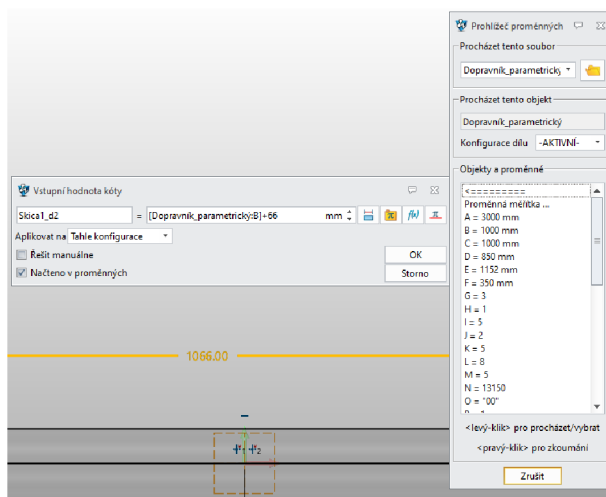 Prohlížeč proměnných
Procházet tento soubor
Dopravník_parametrický
Procházet tento objekt
Dopravník_parametrický
Konfigurace dílu -AKTIVNÍ-
Objekty a proměnné
<=========
Proměnná měřítka ...
A = 3000 mm
B = 1000 mm
C = 1000 mm
D = 850 mm
E = 1152 mm
F = 350 mm
G = 3
H = 1
I = 5
J = 2
K = 5
L = 8
M = 5
N = 13150
O = "00"
<levý-klik> pro procházet/vybrat
<pravý-klik> pro zkoumání
Zrušit
Vstupní hodnota kóty
Skica1_d2 = [Dopravník_parametrický:B]+66 mm
Aplikovat na Tahle konfigurace
Řešit manuálne
Načteno v proměnných
OK
Storno
1066.00